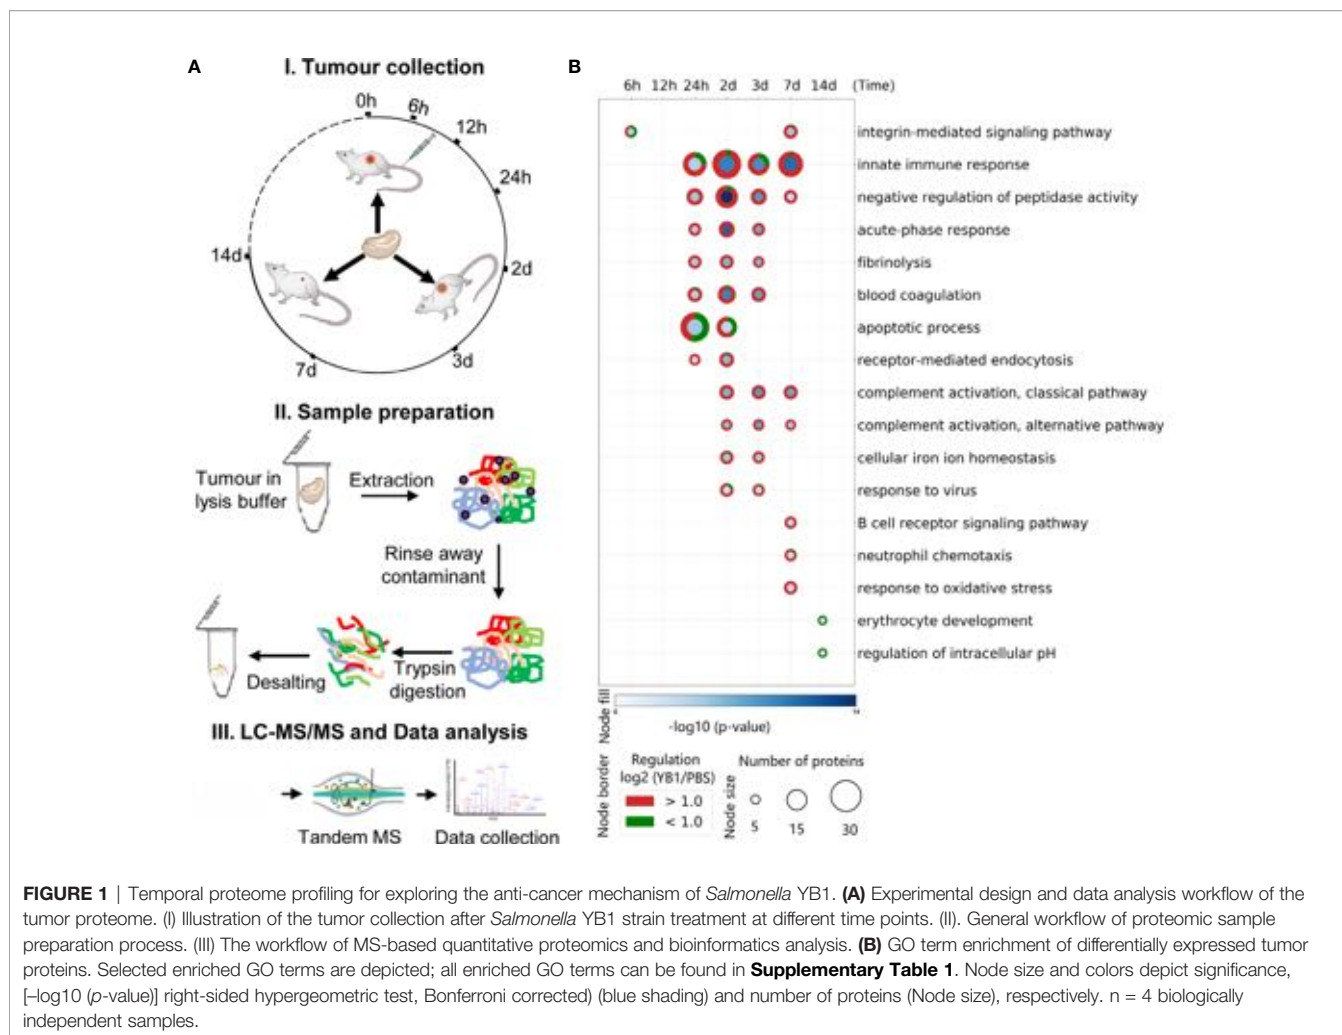 A
I. Tumour collection
0h
6h
12h
24h
2d
3d
7d
14d
II. Sample preparation
Tumour in
lysis buffer
Extraction
Rinse away
contaminant
Trypsin
digestion
Desalting
III. LC-MS/MS and Data analysis
Tandem MS
Data collection
B
6h 12h 24h 2d 3d 7d 14d (Time)
integrin-mediated signaling pathway
innate immune response
negative regulation of peptidase activity
acute-phase response
fibrinolysis
blood coagulation
apoptotic process
receptor-mediated endocytosis
complement activation, classical pathway
complement activation, alternative pathway
cellular iron ion homeostasis
response to virus
B cell receptor signaling pathway
neutrophil chemotaxis
response to oxidative stress
erythrocyte development
regulation of intracellular pH
Node fill
-log10 (p-value)
Node border
Regulation
log2 (YB1/PBS)
> 1.0
< 1.0
Node size
Number of proteins
5 15 30
FIGURE 1 | Temporal proteome profiling for exploring the anti-cancer mechanism of Salmonella YB1. (A) Experimental design and data analysis workflow of the
tumor proteome. (I) Illustration of the tumor collection after Salmonella YB1 strain treatment at different time points. (II). General workflow of proteomic sample
preparation process. (III) The workflow of MS-based quantitative proteomics and bioinformatics analysis. (B) GO term enrichment of differentially expressed tumor
proteins. Selected enriched GO terms are depicted; all enriched GO terms can be found in Supplementary Table 1. Node size and colors depict significance,
[–log10 (p-value)] right-sided hypergeometric test, Bonferroni corrected) (blue shading) and number of proteins (Node size), respectively. n = 4 biologically
independent samples.